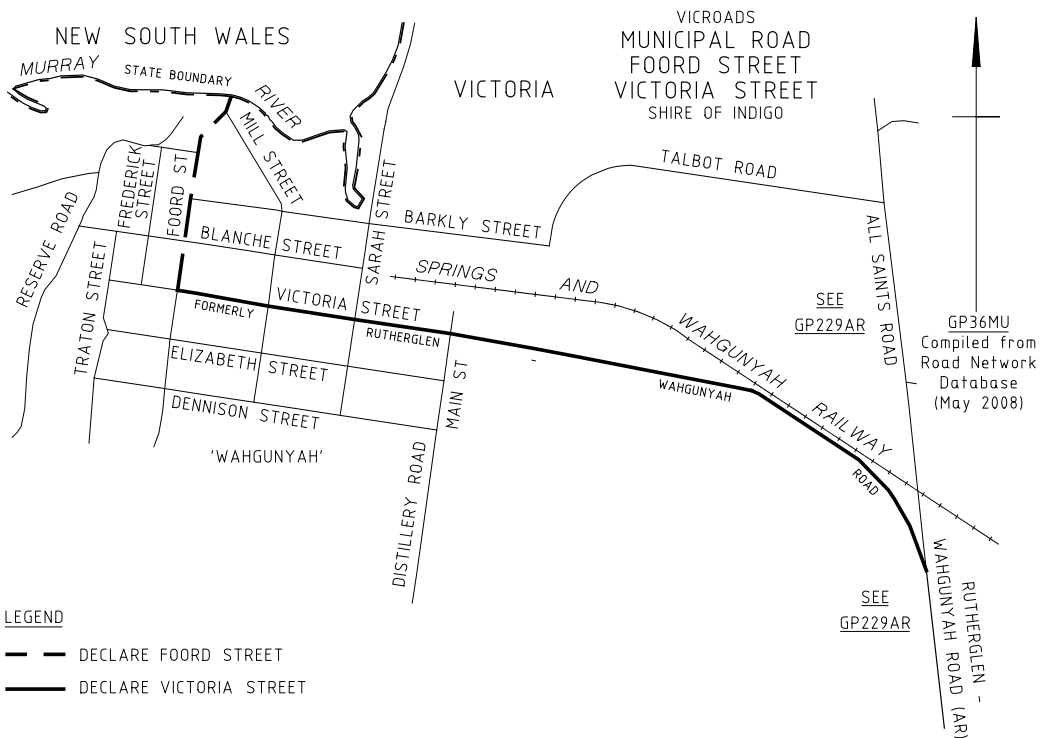 VICROADS
MUNICIPAL ROAD
FOORD STREET
VICTORIA STREET
SHIRE OF INDIGO
NEW SOUTH WALES
MURRAY
STATE BOUNDARY
RIVER
VICTORIA
MILL STREET
FREDERICK
STREET
FOORD ST
RESERVE ROAD
SARAH STREET
TALBOT ROAD
BARKLY STREET
BLANCHE STREET
TRATON STREET
SPRINGS AND
WAHGUNYAH
RAILWAY
ALL SAINTS ROAD
SEE
GP229AR
GP36MU
Compiled from
Road Network
Database
(May 2008)
VICTORIA STREET
FORMERLY
RUTHERGLEN
WAHGUNYAH
ROAD
ELIZABETH STREET
MAIN ST
DENNISON STREET
'WAHGUNYAH'
DISTILLERY ROAD
SEE
GP229AR
RUTHERGLEN -
WAHGUNYAH ROAD (AR)
LEGEND
DECLARE FOORD STREET
DECLARE VICTORIA STREET